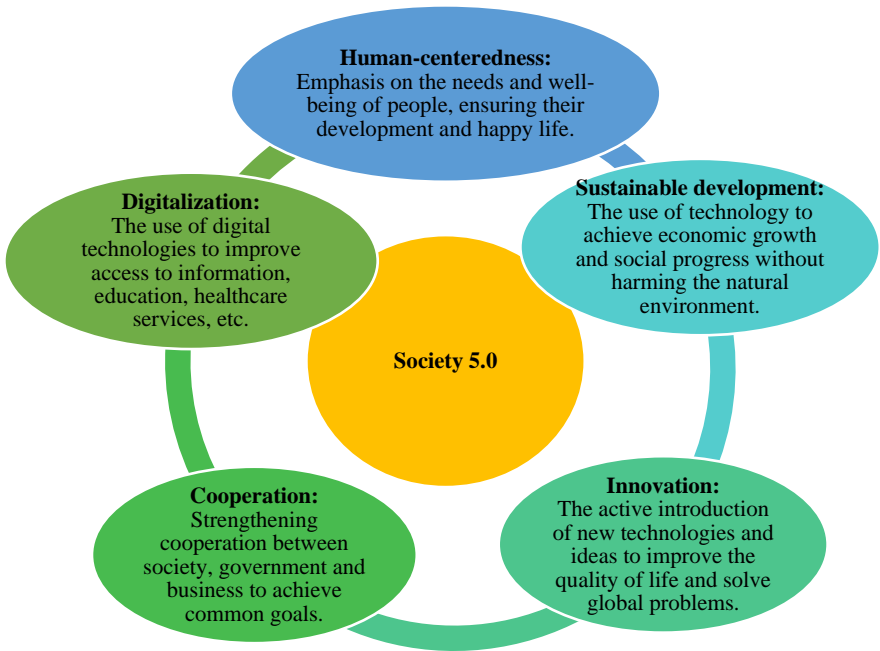 Human-centeredness:
Emphasis on the needs and well-
being of people, ensuring their
development and happy life.
Sustainable development:
The use of technology to
achieve economic growth
and social progress without
harming the natural
environment.
Innovation:
The active introduction
of new technologies and
ideas to improve the
quality of life and solve
global problems.
Cooperation:
Strengthening
cooperation between
society, government and
business to achieve
common goals.
Digitalization:
The use of digital
technologies to improve
access to information,
education, healthcare
services, etc.
Society 5.0